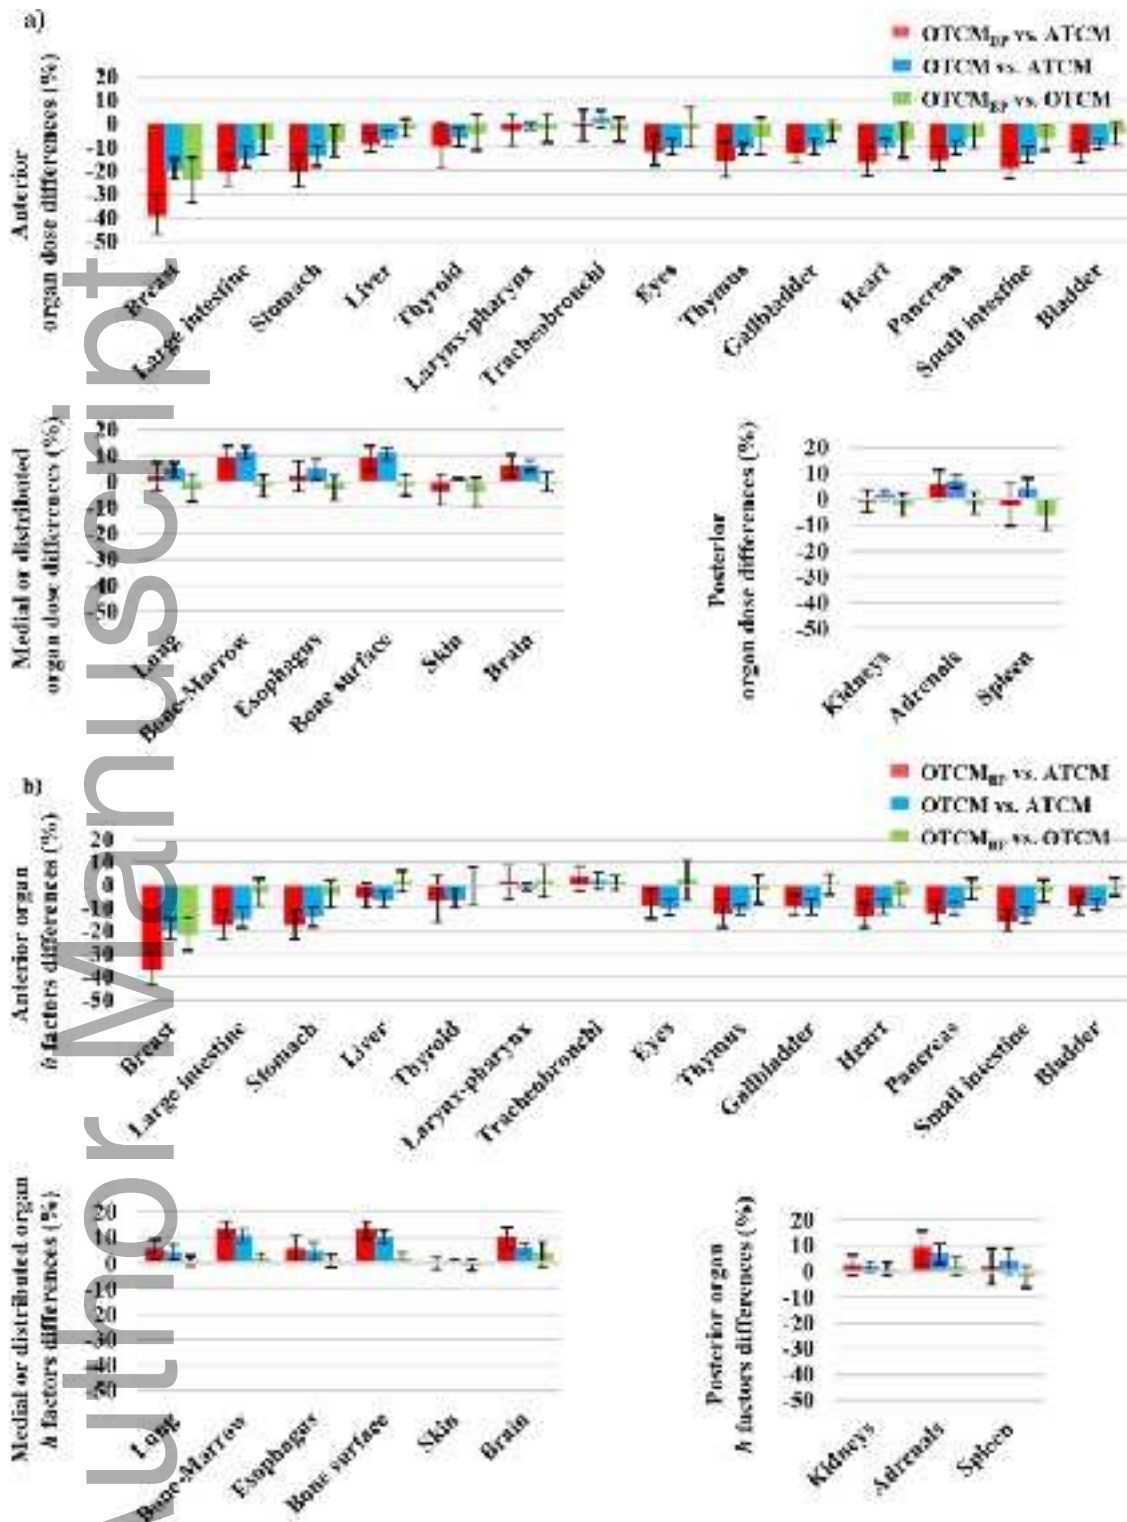 a)
OTCM_BP vs. ATCM
OTCM vs. ATCM
OTCM_BP vs. OTCM
Anterior
organ dose differences (%)
20
10
0
-10
-20
-30
-40
-50
Breast
Large intestine
Stomach
Liver
Thyroid
Larynx-pharynx
Tracheobronchi
Eyes
Thymus
Gallbladder
Heart
Pancreas
Small intestine
Bladder
Medial or distributed
organ dose differences (%)
20
10
0
-10
-20
-30
-40
-50
Lung
Bone-Marrow
Esophagus
Bone surface
Skin
Brain
Posterior
organ dose differences (%)
20
10
0
-10
-20
-30
-40
-50
Kidneys
Adrenals
Spleen
b)
OTCM_BP vs. ATCM
OTCM vs. ATCM
OTCM_BP vs. OTCM
Anterior organ
h factors differences (%)
20
10
0
-10
-20
-30
-40
-50
Breast
Large intestine
Stomach
Liver
Thyroid
Larynx-pharynx
Tracheobronchi
Eyes
Thymus
Gallbladder
Heart
Pancreas
Small intestine
Bladder
Medial or distributed organ
h factors differences (%)
20
10
0
-10
-20
-30
-40
-50
Lung
Bone-Marrow
Esophagus
Bone surface
Skin
Brain
Posterior organ
h factors differences (%)
20
10
0
-10
-20
-30
-40
-50
Kidneys
Adrenals
Spleen
Author Manuscript